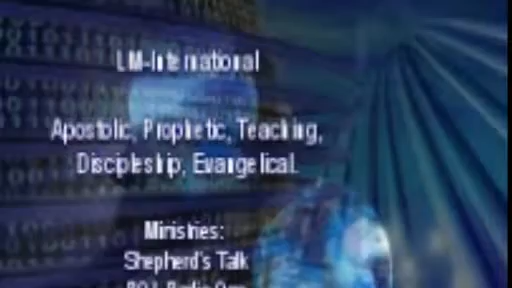 LM-International
Apostolic, Prophetic, Teaching,
Discipleship, Evangelical.
Ministries:
Shepherd's Talk